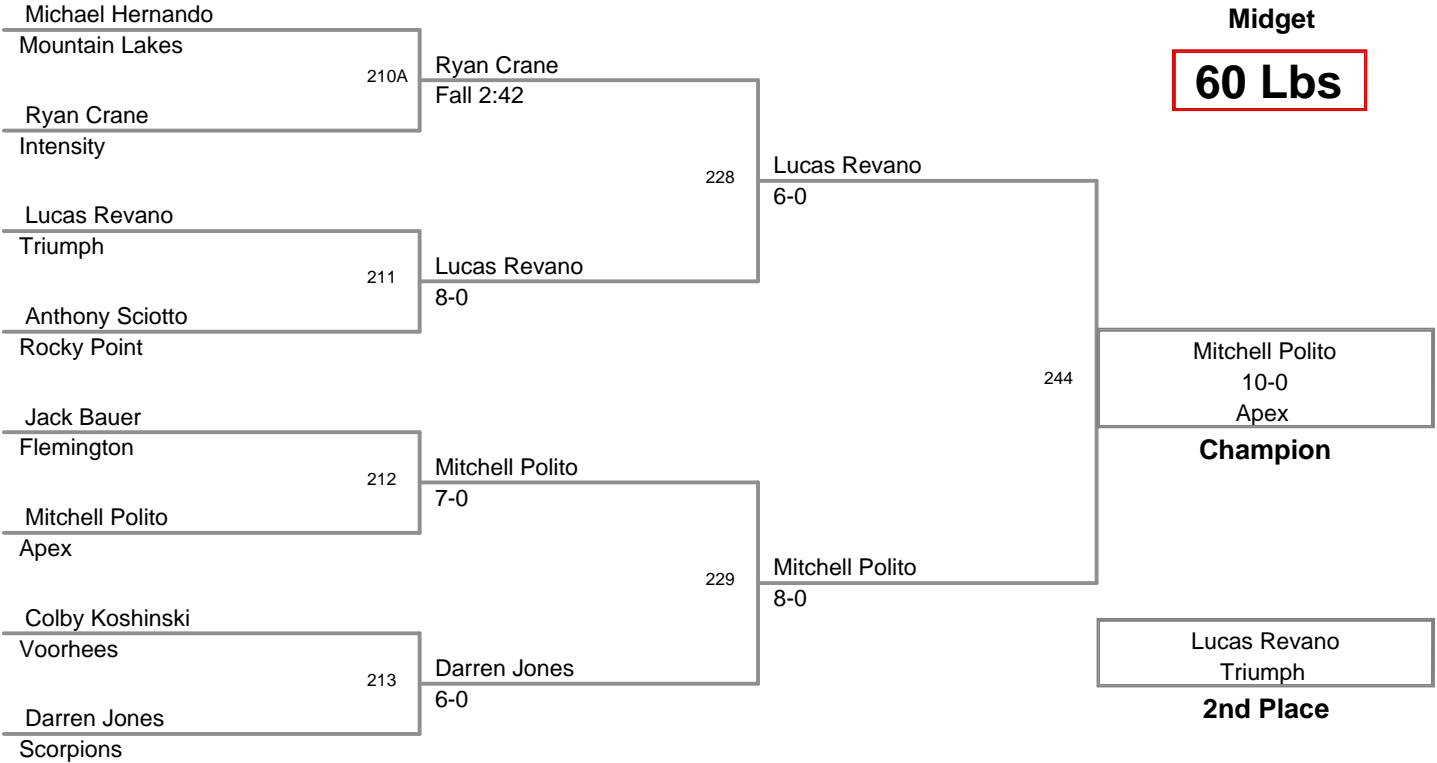 Michael Hernando
Mountain Lakes
210A
Ryan Crane
Fall 2:42
Ryan Crane
Intensity
228
Lucas Revano
6-0
Lucas Revano
Triumph
211
Lucas Revano
8-0
Anthony Sciotto
Rocky Point
244
Jack Bauer
Flemington
212
Mitchell Polito
7-0
Mitchell Polito
Apex
229
Mitchell Polito
8-0
Colby Koshinski
Voorhees
213
Darren Jones
6-0
Darren Jones
Scorpions
Midget
60 Lbs
Mitchell Polito
10-0
Apex
Champion
Lucas Revano
Triumph
2nd Place